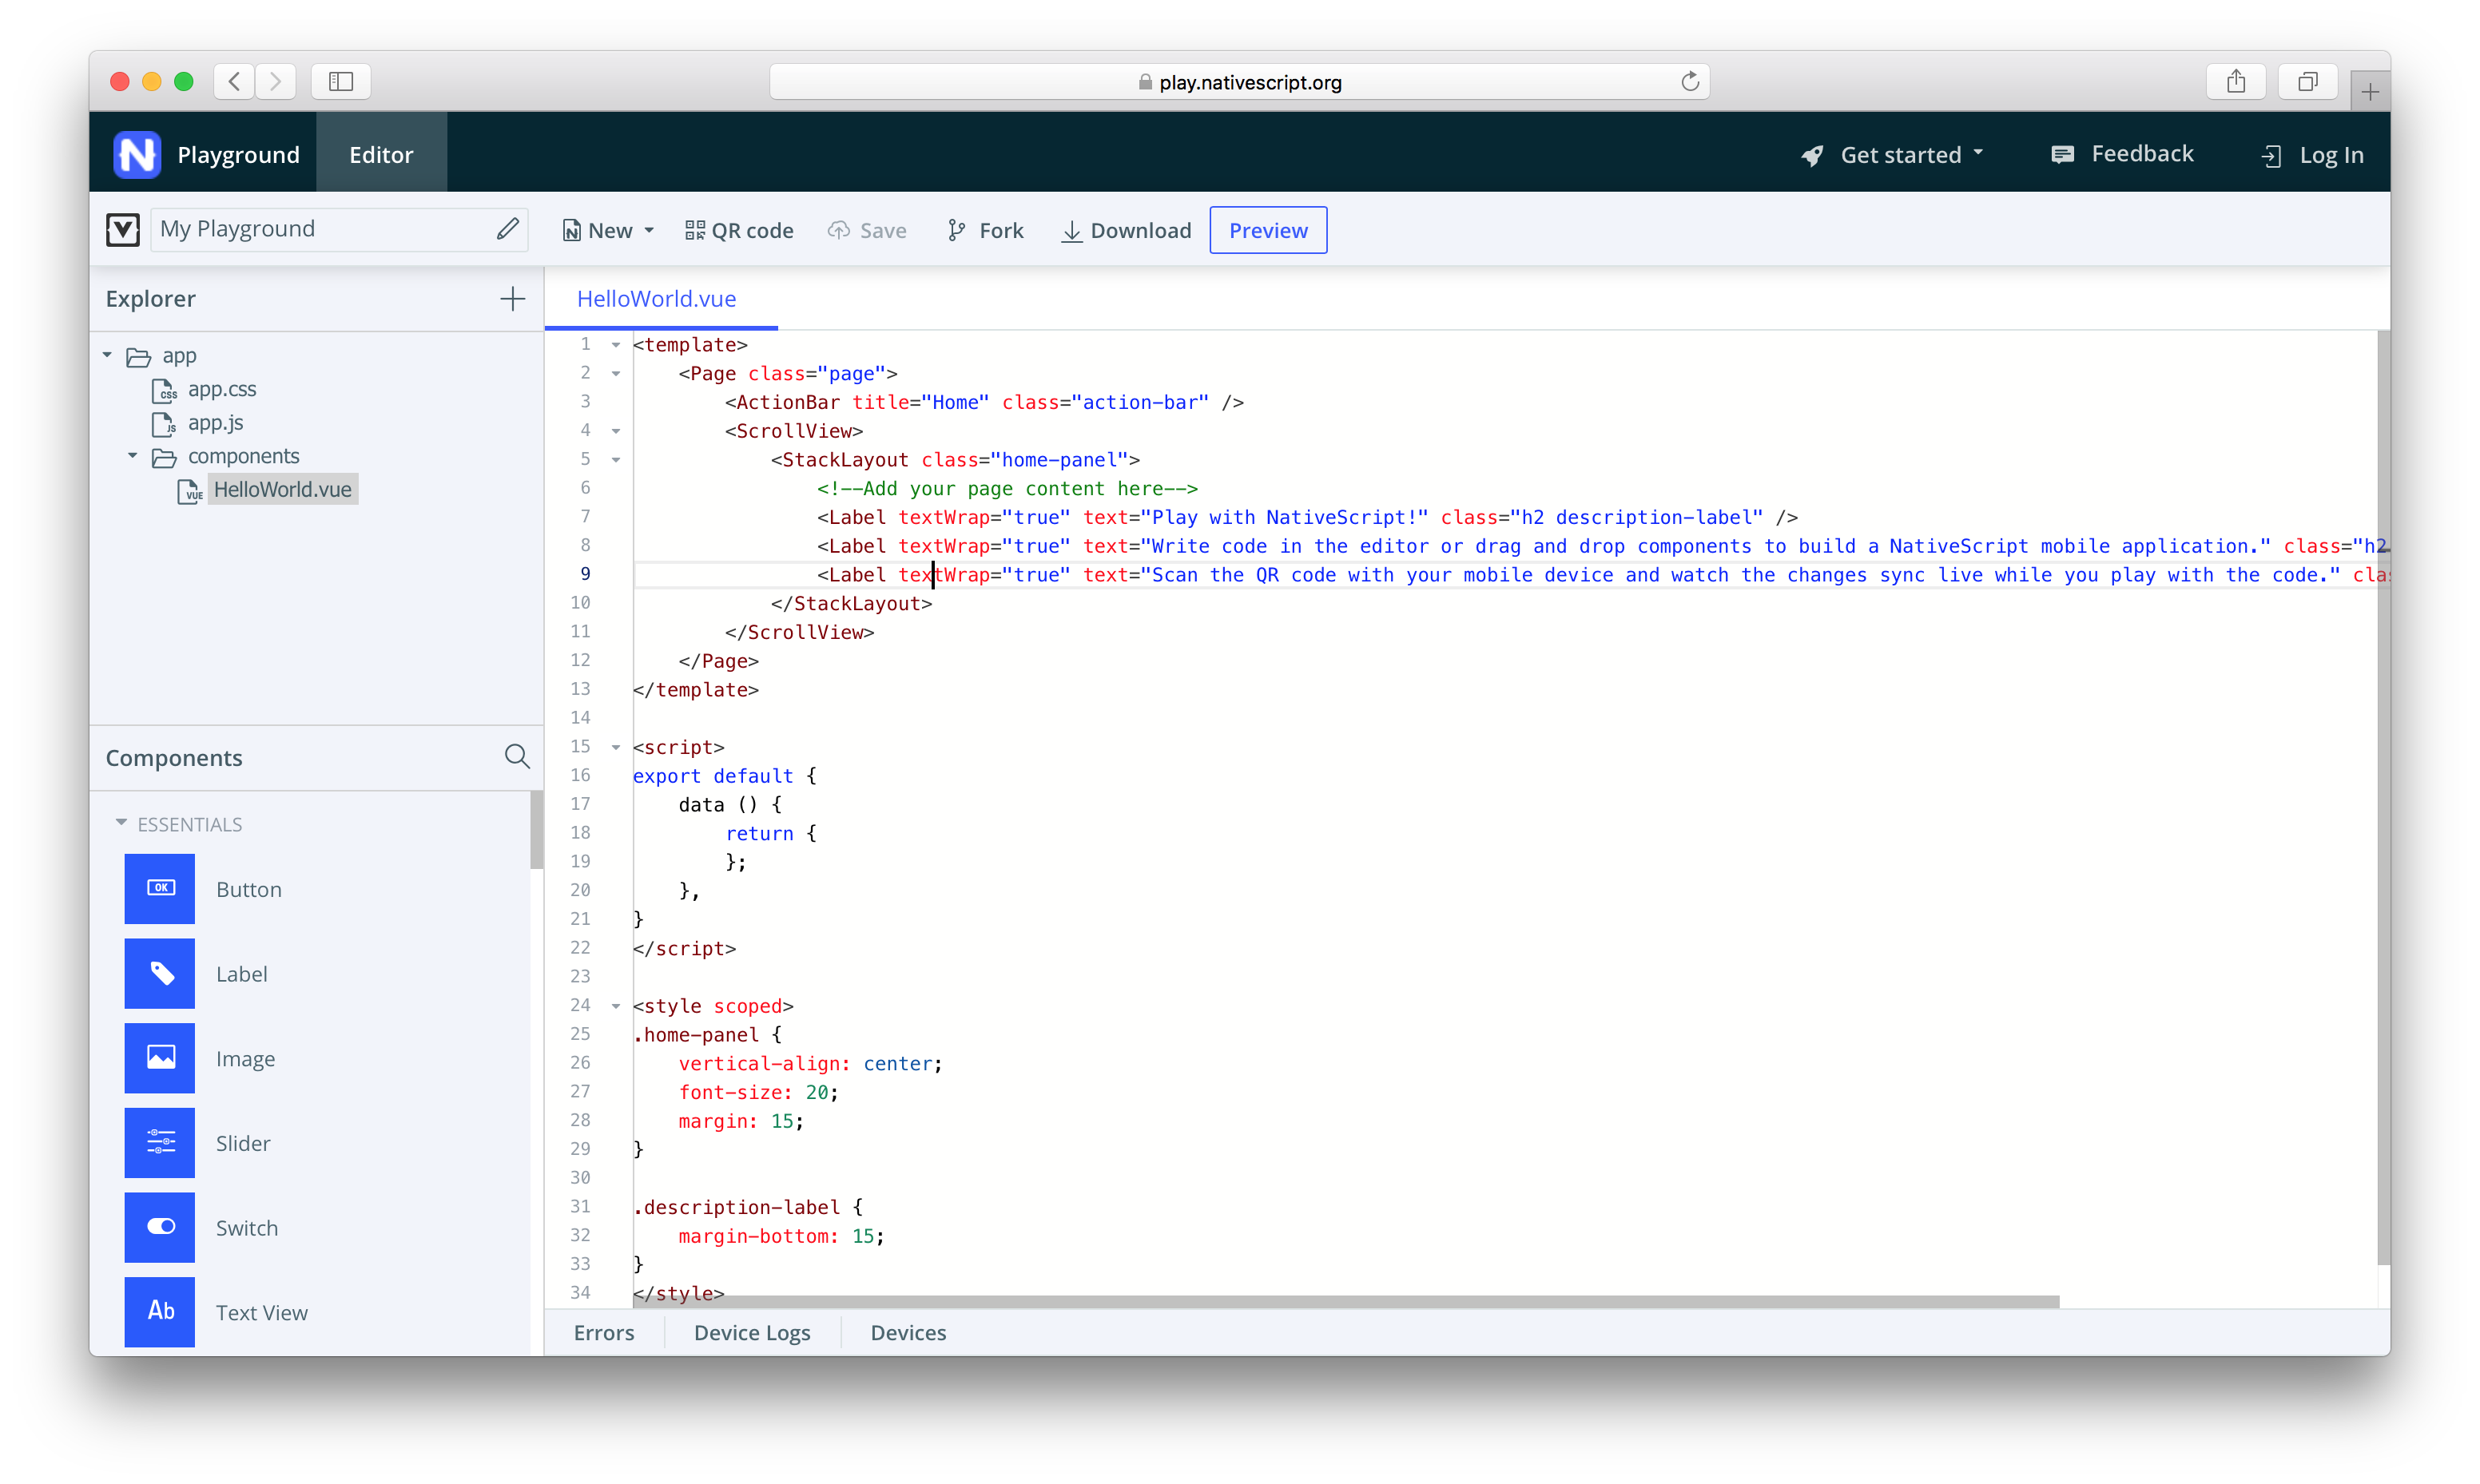 play.nativescript.org
Playground
Editor
Get started
Feedback
Log In
My Playground
New
QR code
Save
Fork
Download
Preview
Explorer
HelloWorld.vue
app
app.css
app.js
components
HelloWorld.vue
1 <template>
2 <Page class="page">
3 <ActionBar title="Home" class="action-bar" />
4 <ScrollView>
5 <StackLayout class="home-panel">
6 <!--Add your page content here-->
7 <Label textWrap="true" text="Play with NativeScript!" class="h2 description-label" />
8 <Label textWrap="true" text="Write code in the editor or drag and drop components to build a NativeScript mobile application." class="h2
9 <Label textWrap="true" text="Scan the QR code with your mobile device and watch the changes sync live while you play with the code." clas
10 </StackLayout>
11 </ScrollView>
12 </Page>
13 </template>
14
15 <script>
16 export default {
17 data () {
18 return {
19 };
20 },
21 }
22 </script>
23
24 <style scoped>
25 .home-panel {
26 vertical-align: center;
27 font-size: 20;
28 margin: 15;
29 }
30
31 .description-label {
32 margin-bottom: 15;
33 }
34 </style>
Components
ESSENTIALS
OK
Button
Label
Image
Slider
Switch
Ab
Text View
Errors
Device Logs
Devices